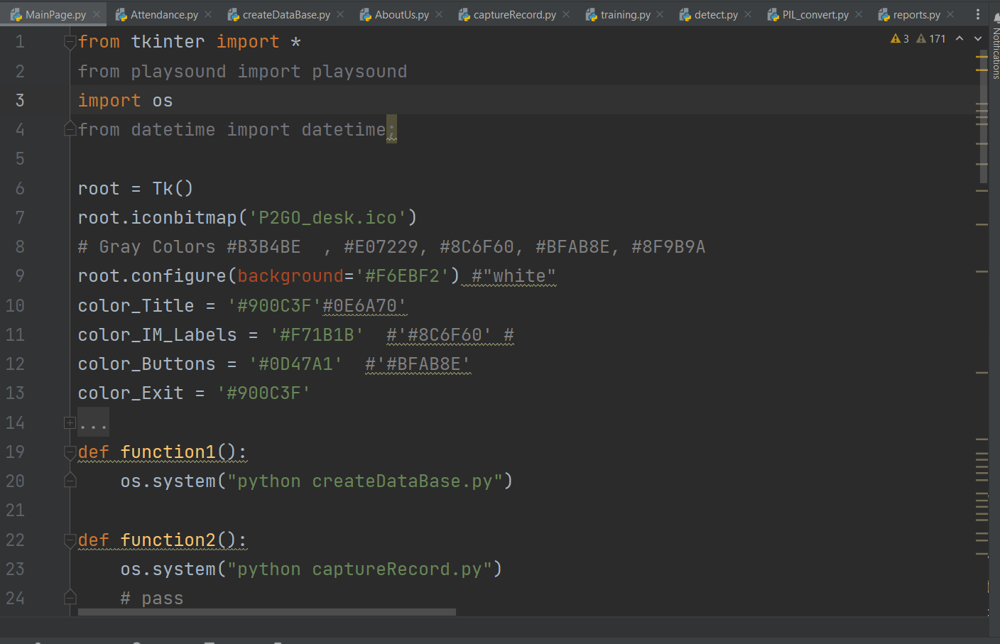 MainPage.py Attendance.py createDataBase.py AboutUs.py captureRecord.py training.py detect.py PIL_convert.py reports.py
3 171
Notifications
1 from tkinter import *
2 from playsound import playsound
3 import os
4 from datetime import datetime;
5
6 root = Tk()
7 root.iconbitmap('P2GO_desk.ico')
8 # Gray Colors #B3B4BE  , #E07229, #8C6F60, #BFAB8E, #8F9B9A
9 root.configure(background='#F6EBF2') #"white"
10 color_Title = '#900C3F'#0E6A70'
11 color_IM_Labels = '#F71B1B'  #'#8C6F60' #
12 color_Buttons = '#0D47A1'  #'#BFAB8E'
13 color_Exit = '#900C3F'
14 ...
19 def function1():
20     os.system("python createDataBase.py")
21
22 def function2():
23     os.system("python captureRecord.py")
24     # pass